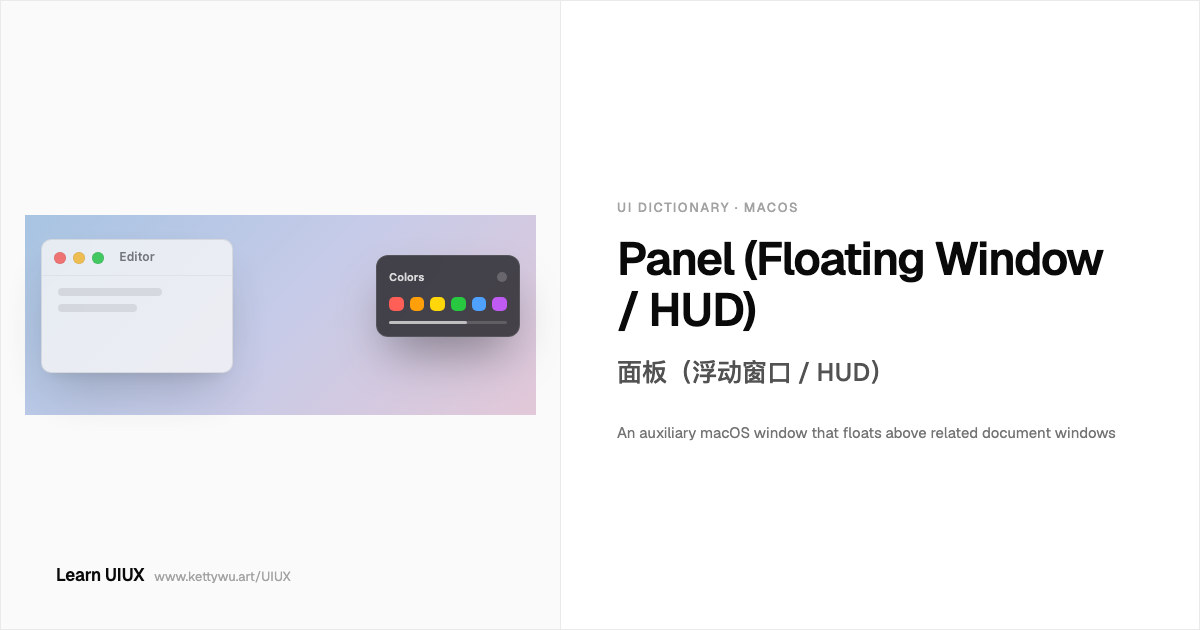 Editor
Colors
Learn UIUX www.kettywu.art/UIUX
UI DICTIONARY · MACOS
Panel (Floating Window
/ HUD)
面板（浮动窗口 / HUD）
An auxiliary macOS window that floats above related document windows